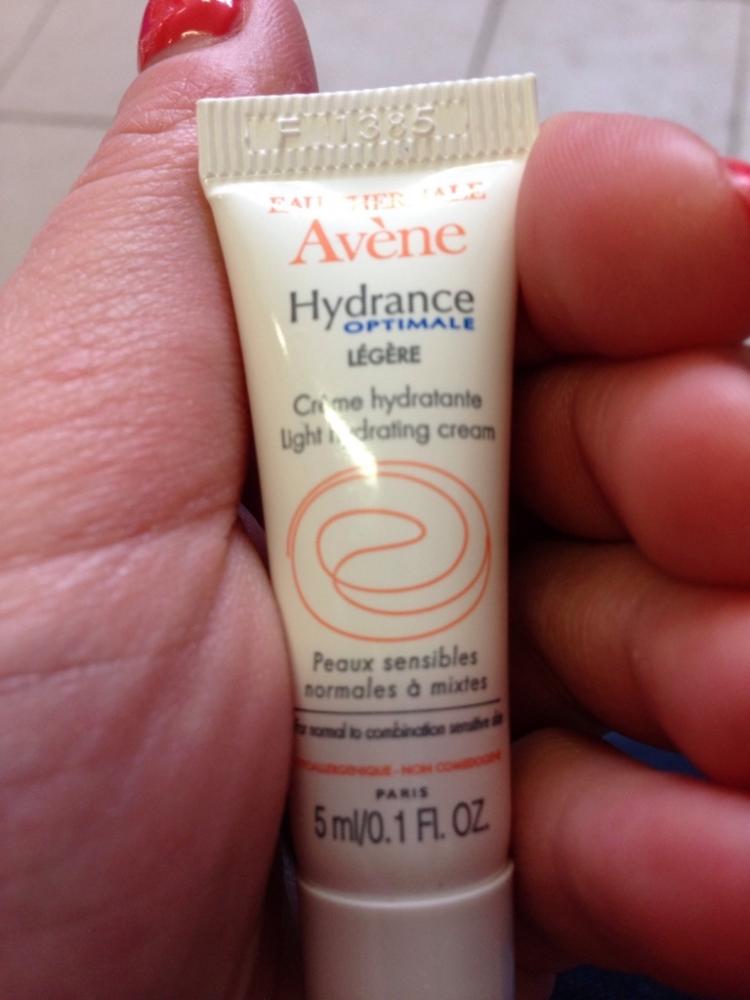 F 1385
EAU THERMALE
Avène
Hydrance
OPTIMALE
LÉGÈRE
Crème hydratante
Light hydrating cream
Peaux sensibles
normales à mixtes
For normal to combination sensitive skin
HYPOALLERGÉNIQUE - NON COMÉDOGÈNE
PARIS
5 ml/0.1 Fl. OZ.